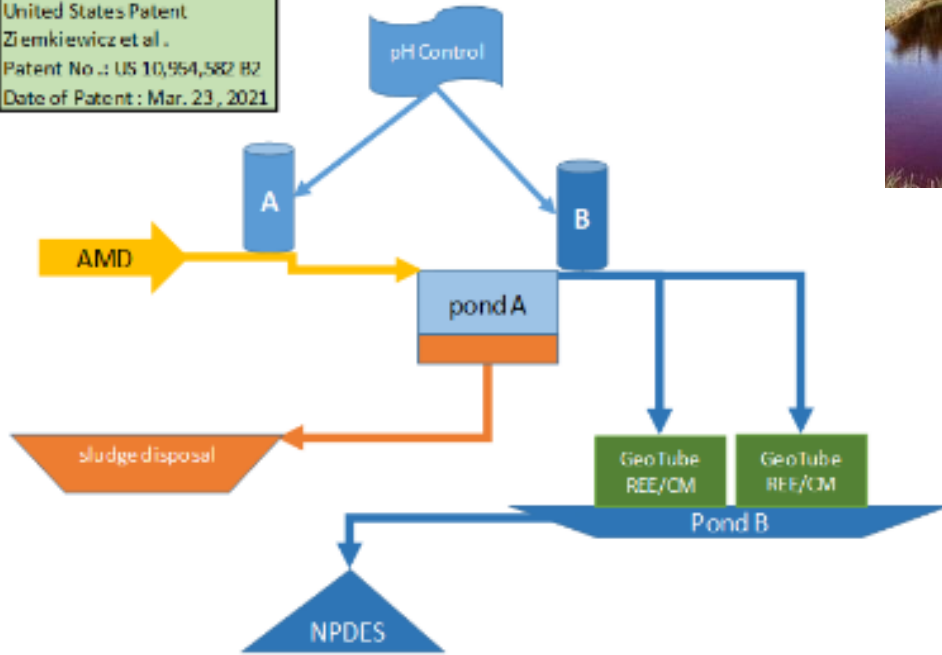 United States Patent
Ziemkiewicz et al.
Patent No.: US 10,954,582 B2
Date of Patent: Mar. 23, 2021
pH Control
A
B
AMD
pond A
sludge disposal
GeoTube
REE/CM
GeoTube
REE/CM
Pond B
NPDES